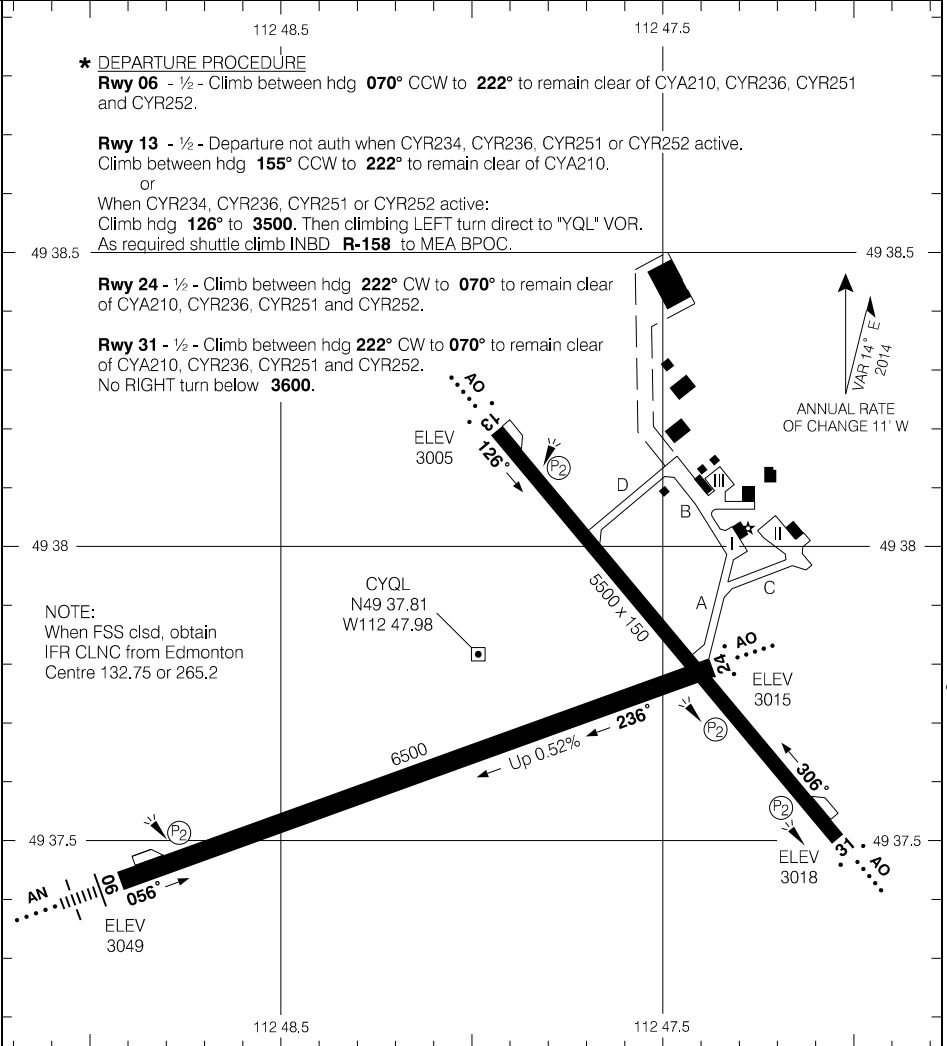 112 48.5
112 47.5
* DEPARTURE PROCEDURE
Rwy 06 - ½ - Climb between hdg 070° CCW to 222° to remain clear of CYA210, CYR236, CYR251
and CYR252.
Rwy 13 - ½ - Departure not auth when CYR234, CYR236, CYR251 or CYR252 active.
Climb between hdg 155° CCW to 222° to remain clear of CYA210.
or
When CYR234, CYR236, CYR251 or CYR252 active:
Climb hdg 126° to 3500. Then climbing LEFT turn direct to "YQL" VOR.
As required shuttle climb INBD R-158 to MEA BPOC.
49 38.5
49 38.5
Rwy 24 - ½ - Climb between hdg 222° CW to 070° to remain clear
of CYA210, CYR236, CYR251 and CYR252.
Rwy 31 - ½ - Climb between hdg 222° CW to 070° to remain clear
of CYA210, CYR236, CYR251 and CYR252.
No RIGHT turn below 3600.
VAR 14° E
2014
ANNUAL RATE
OF CHANGE 11' W
AO
13
ELEV
3005
126°
P2
D
III
B
I
II
49 38
49 38
C
A
5500 x 150
CYQL
N49 37.81
W112 47.98
NOTE:
When FSS clsd, obtain
IFR CLNC from Edmonton
Centre 132.75 or 265.2
AO
24
ELEV
3015
236°
Up 0.52%
6500
P2
306°
P2
P2
49 37.5
31
AO
ELEV
3018
AN
06
056°
ELEV
3049
112 48.5
112 47.5